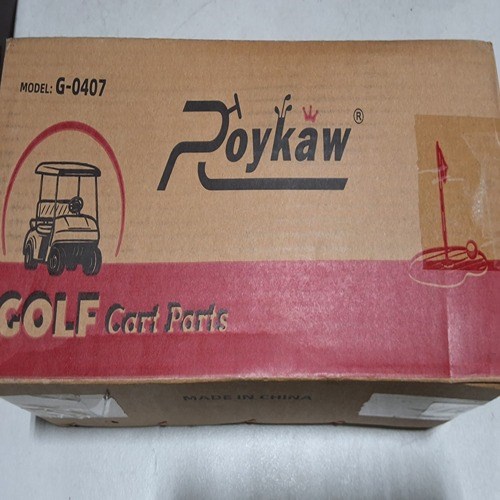 MODEL: G-0407
Roykaw®
GOLF Cart Parts
MADE IN CHINA